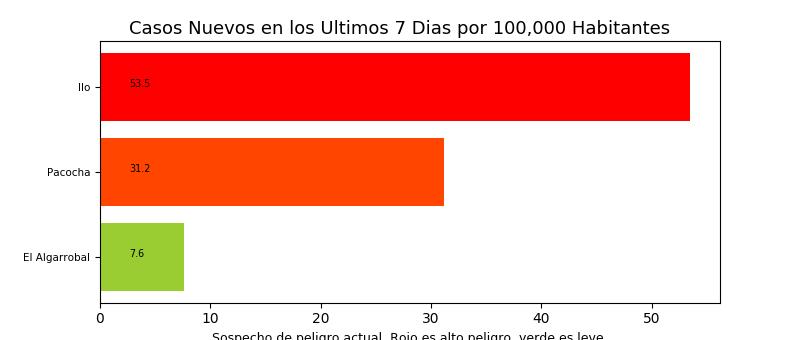 Casos Nuevos en los Ultimos 7 Dias por 100,000 Habitantes
Ilo
53.5
Pacocha
31.2
El Algarrobal
7.6
0 10 20 30 40 50
Sospecho de peligro actual. Rojo es alto peligro, verde es leve